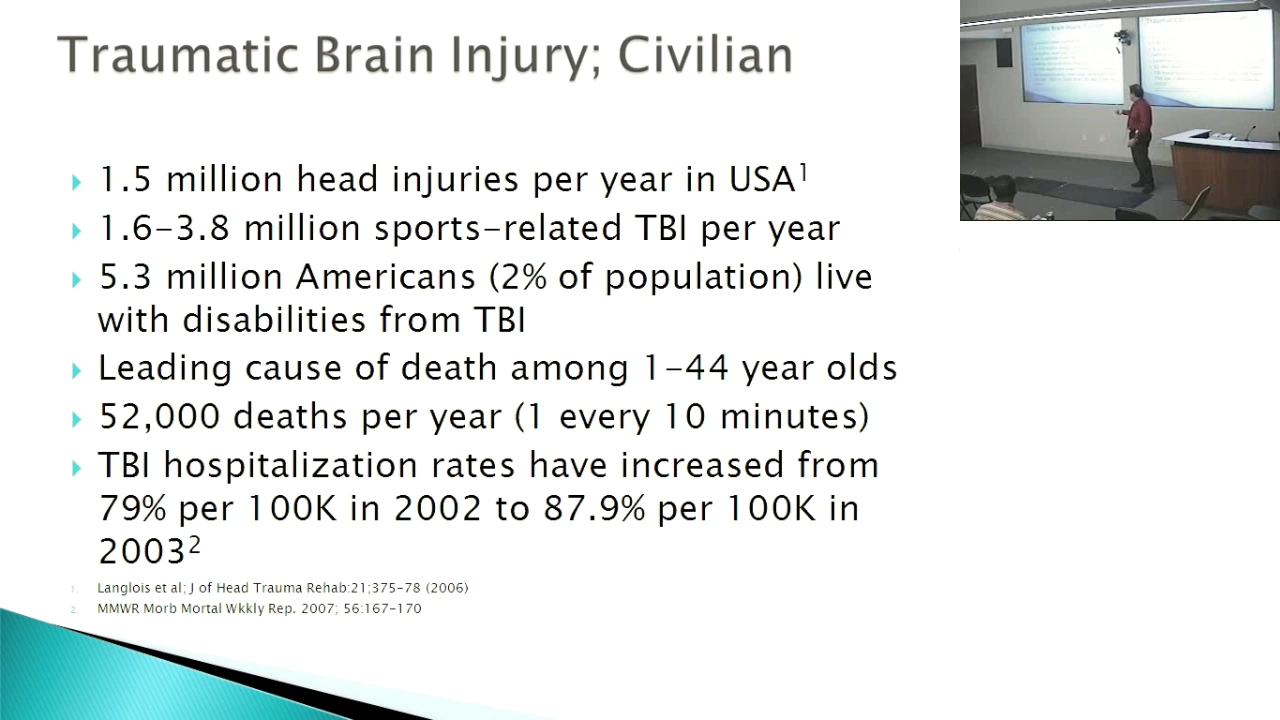 Traumatic Brain Injury; Civilian
1.5 million head injuries per year in USA1
1.6-3.8 million sports-related TBI per year
5.3 million Americans (2% of population) live
with disabilities from TBI
Leading cause of death among 1-44 year olds
52,000 deaths per year (1 every 10 minutes)
TBI hospitalization rates have increased from
79% per 100K in 2002 to 87.9% per 100K in
2003²
1. Langlois et al; J of Head Trauma Rehab:21;375-78 (2006)
2. MMWR Morb Mortal Wkkly Rep. 2007; 56:167-170